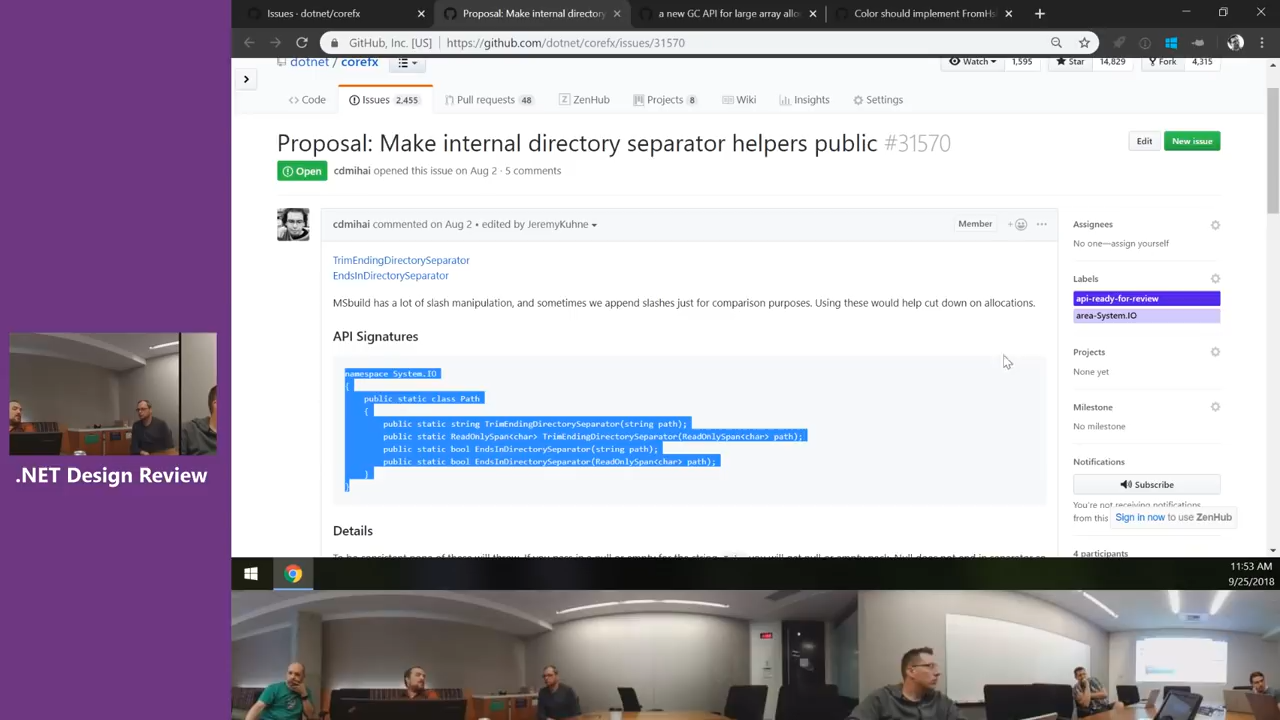 Issues · dotnet/corefx
Proposal: Make internal directory
a new GC API for large array allo
Color should implement FromHs
GitHub, Inc. [US] https://github.com/dotnet/corefx/issues/31570
dotnet / corefx
Watch 1,595
Star 14,829
Fork 4,315
Code
Issues 2,455
Pull requests 48
ZenHub
Projects 8
Wiki
Insights
Settings
Proposal: Make internal directory separator helpers public #31570
Edit
New issue
Open
cdmihai opened this issue on Aug 2 · 5 comments
cdmihai commented on Aug 2 • edited by JeremyKuhne
Member
TrimEndingDirectorySeparator
EndsInDirectorySeparator
MSbuild has a lot of slash manipulation, and sometimes we append slashes just for comparison purposes. Using these would help cut down on allocations.
API Signatures
namespace System.IO
{
public static class Path
{
public static string TrimEndingDirectorySeparator(string path);
public static ReadOnlySpan<char> TrimEndingDirectorySeparator(ReadOnlySpan<char> path);
public static bool EndsInDirectorySeparator(string path);
public static bool EndsInDirectorySeparator(ReadOnlySpan<char> path);
}
}
Details
Assignees
No one—assign yourself
Labels
api-ready-for-review
area-System.IO
Projects
None yet
Milestone
No milestone
Notifications
Subscribe
You're not receiving notifications
from this
Sign in now to use ZenHub
4 participants
.NET Design Review
11:53 AM
9/25/2018